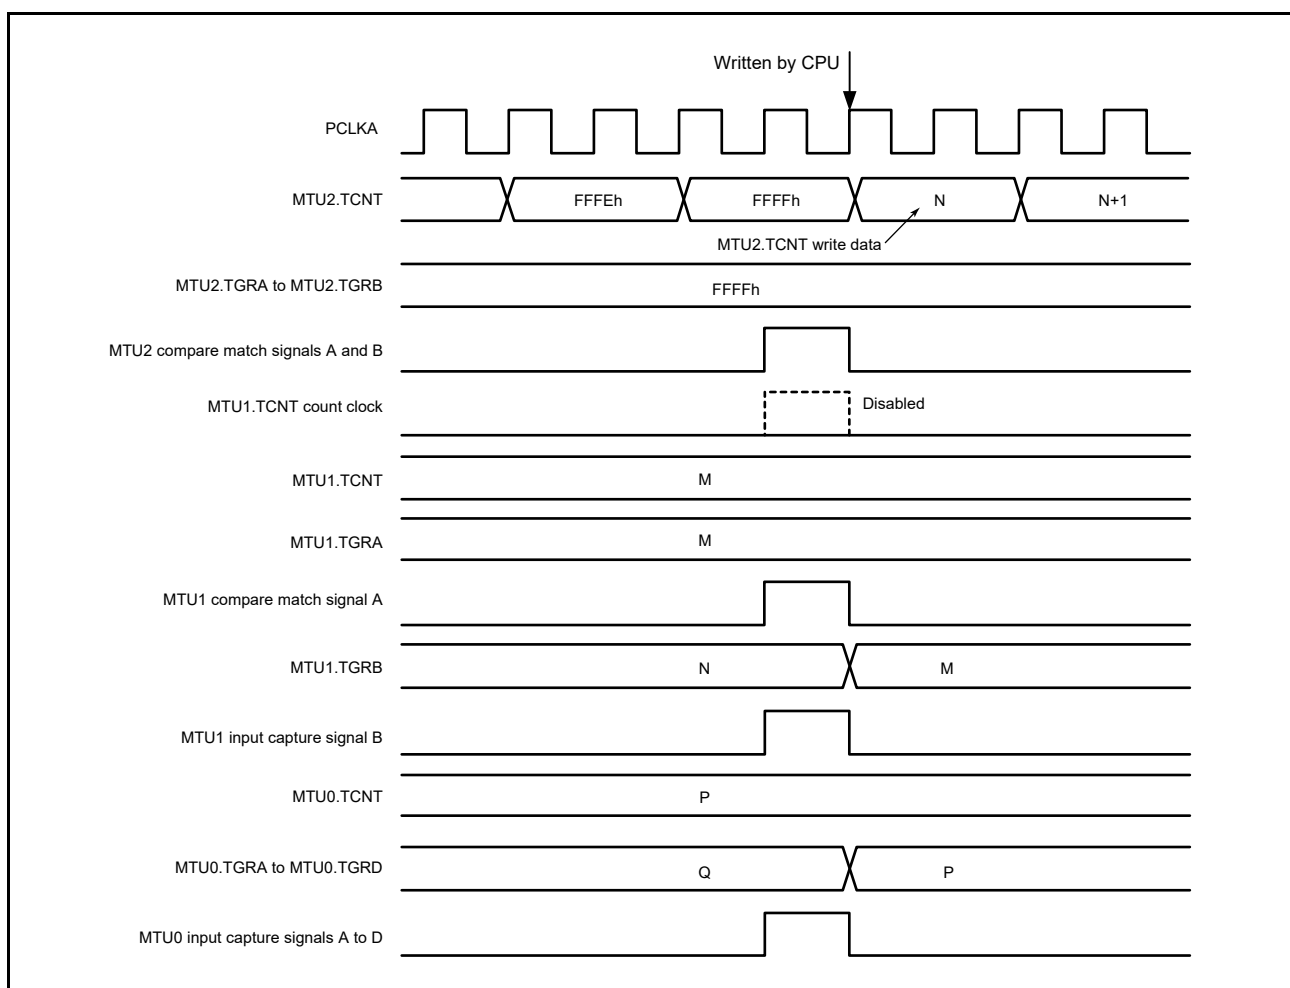 Written by CPU
PCLKA
MTU2.TCNT FFFEh FFFFh N N+1
MTU2.TCNT write data
MTU2.TGRA to MTU2.TGRB FFFFh
MTU2 compare match signals A and B
MTU1.TCNT count clock Disabled
MTU1.TCNT M
MTU1.TGRA M
MTU1 compare match signal A
MTU1.TGRB N M
MTU1 input capture signal B
MTU0.TCNT P
MTU0.TGRA to MTU0.TGRD Q P
MTU0 input capture signals A to D